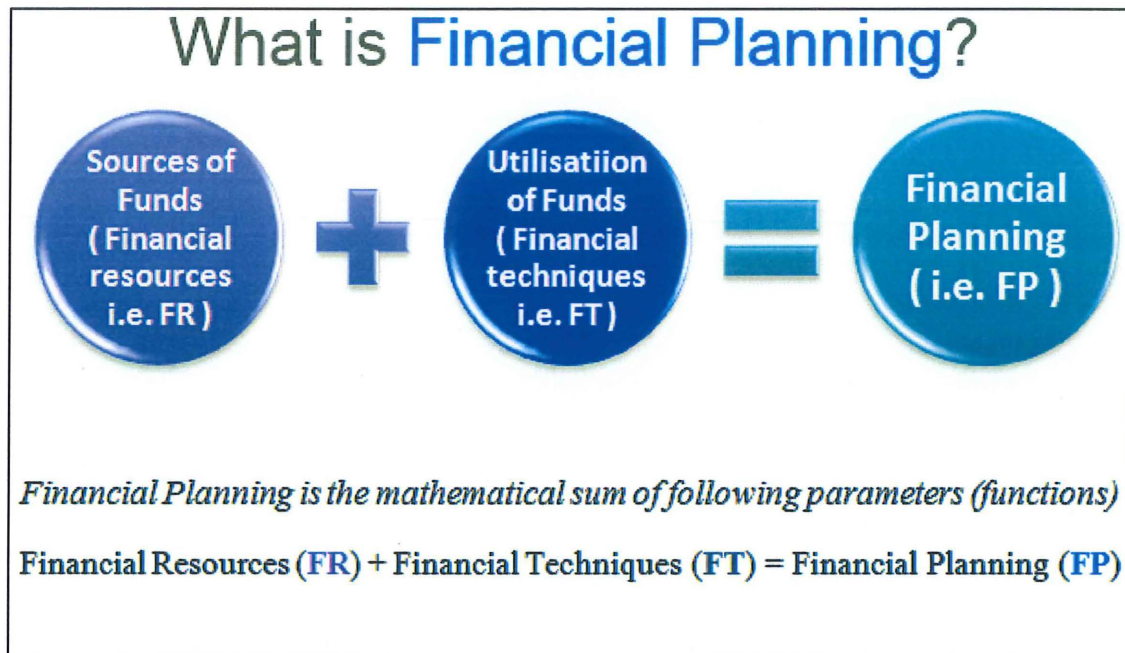 What is Financial Planning?
Sources of
Funds
( Financial
resources
i.e. FR )
Utilisatiion
of Funds
( Financial
techniques
i.e. FT )
Financial
Planning
( i.e. FP )
Financial Planning is the mathematical sum of following parameters (functions)
Financial Resources (FR) + Financial Techniques (FT) = Financial Planning (FP)